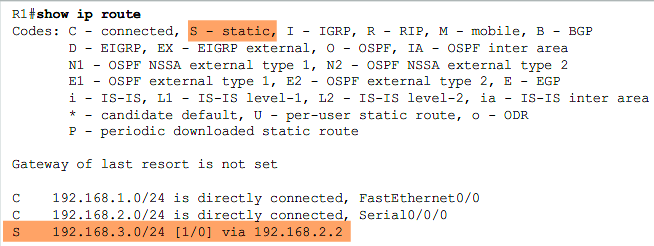 R1#show ip route
Codes: C - connected, S - static, I - IGRP, R - RIP, M - mobile, B - BGP
D - EIGRP, EX - EIGRP external, O - OSPF, IA - OSPF inter area
N1 - OSPF NSSA external type 1, N2 - OSPF NSSA external type 2
E1 - OSPF external type 1, E2 - OSPF external type 2, E - EGP
i - IS-IS, L1 - IS-IS level-1, L2 - IS-IS level-2, ia - IS-IS inter area
* - candidate default, U - per-user static route, o - ODR
P - periodic downloaded static route
Gateway of last resort is not set
C 192.168.1.0/24 is directly connected, FastEthernet0/0
C 192.168.2.0/24 is directly connected, Serial0/0/0
S 192.168.3.0/24 [1/0] via 192.168.2.2